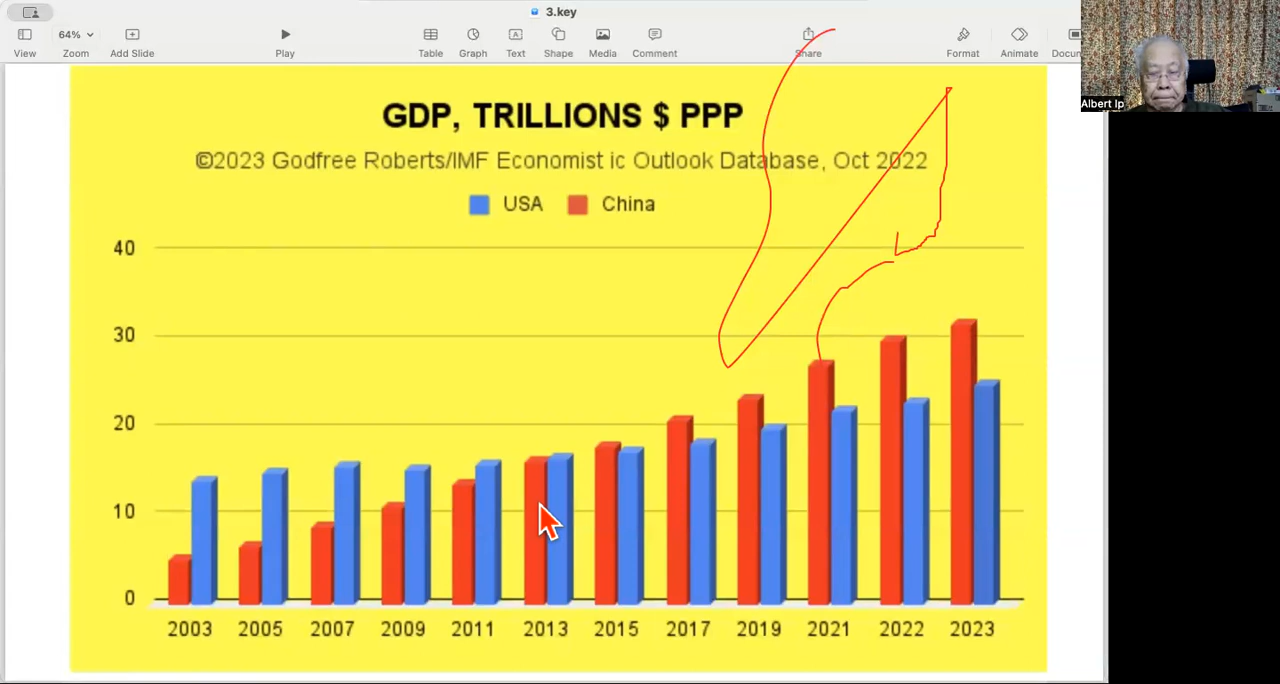 3.key
64%
View
Zoom
Add Slide
Play
Table
Graph
Text
Shape
Media
Comment
Share
Format
Animate
Docum
Albert Ip
GDP, TRILLIONS $ PPP
©2023 Godfree Roberts/IMF Economist ic Outlook Database, Oct 2022
USA
China
40
30
20
10
0
2003 2005 2007 2009 2011 2013 2015 2017 2019 2021 2022 2023